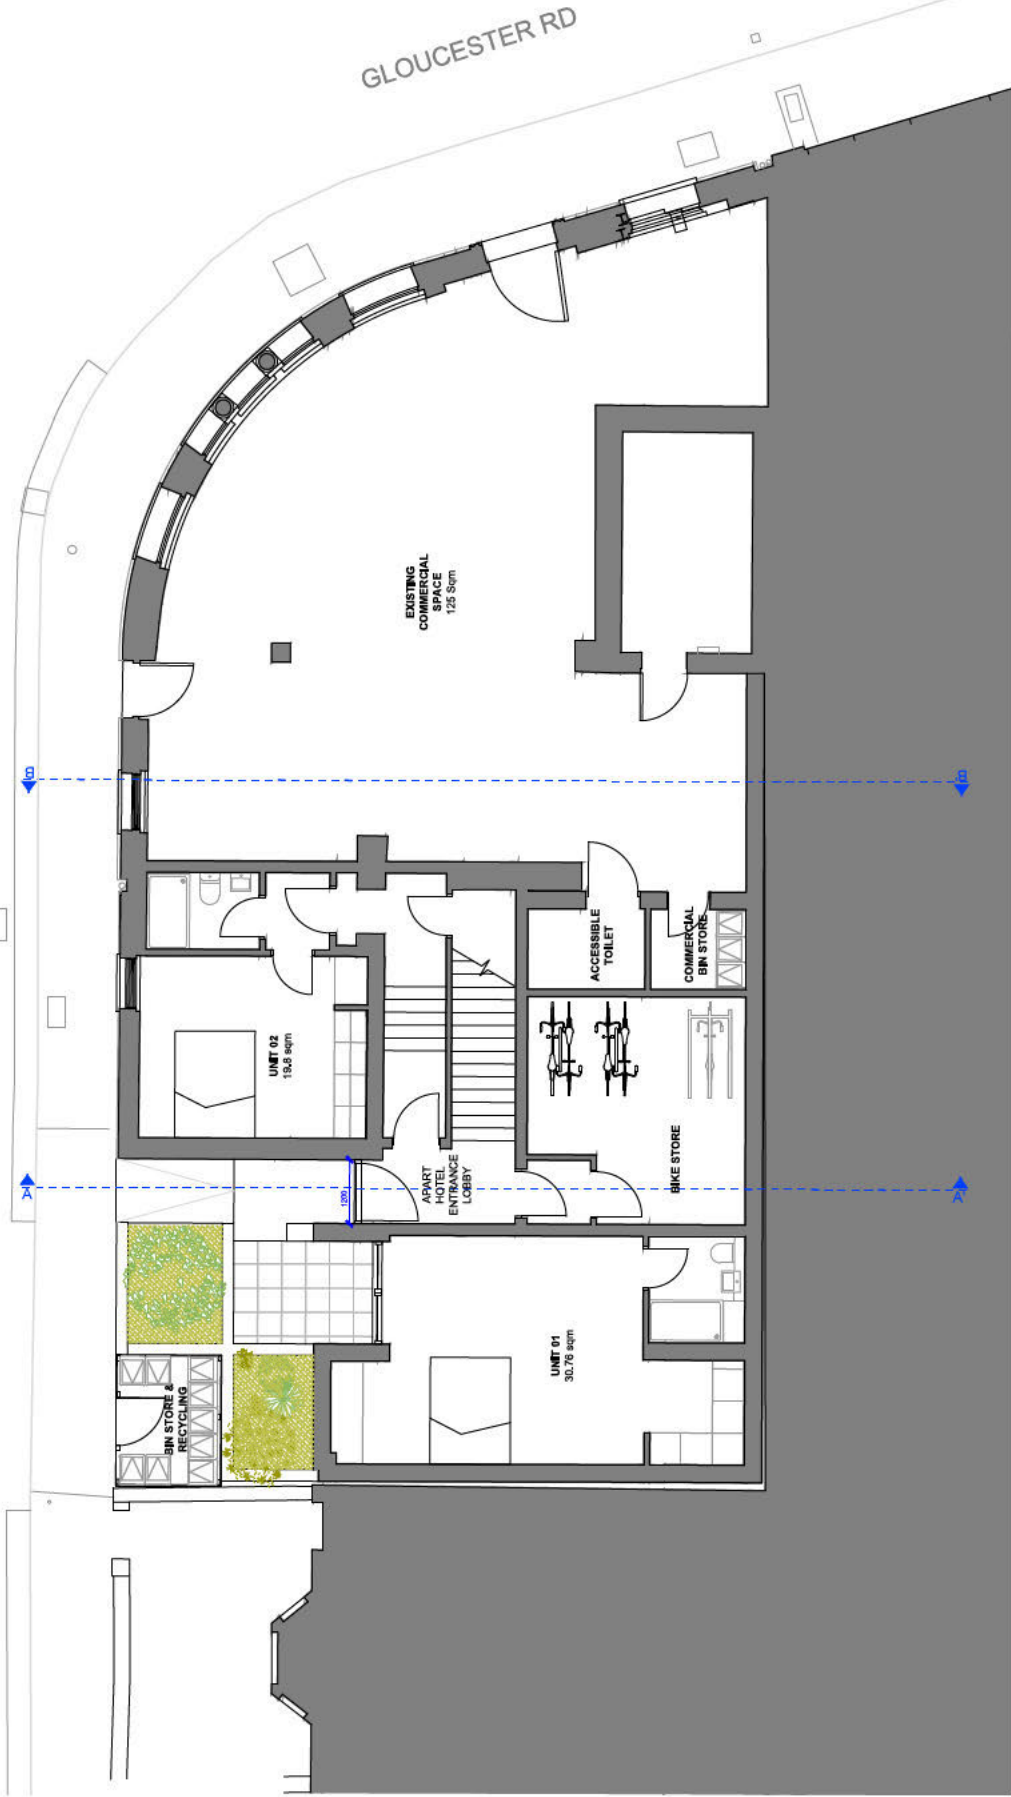 GLOUCESTER RD
EXISTING
COMMERCIAL
SPACE
125 Sqm
B
B
ACCESSIBLE
TOILET
COMMERCIAL
BIN STORE
UNIT 02
19.8 sqm
BIKE STORE
APART
HOTEL
ENTRANCE
LOBBY
1200
A
A'
UNIT 01
30.76 sqm
BIN STORE &
RECYCLING